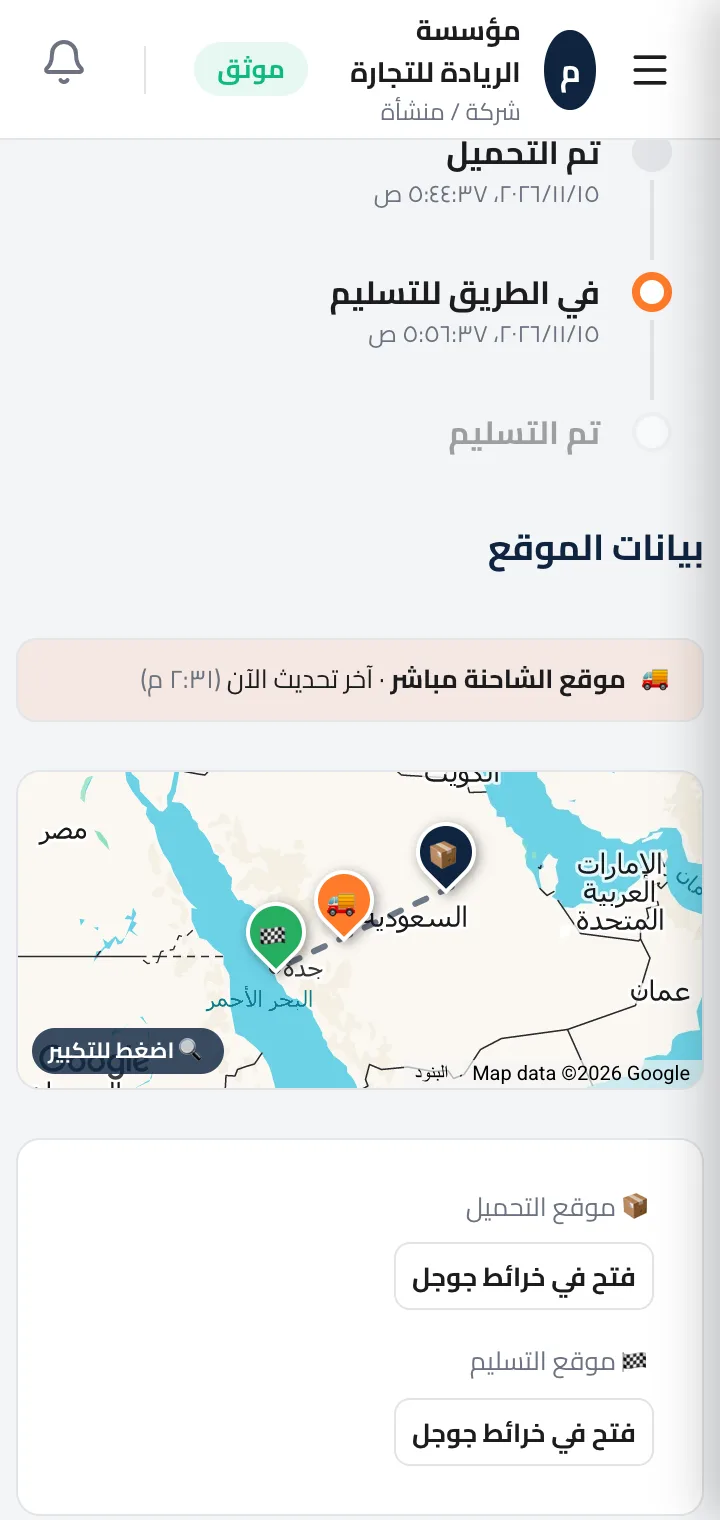 مؤسسة
الريادة للتجارة
شركة / منشأة
م
موثق
تم التحميل
٢٠٢٦/١١/١٥، ٥:٤٤:٣٧ ص
في الطريق للتسليم
٢٠٢٦/١١/١٥، ٥:٥٦:٣٧ ص
تم التسليم
بيانات الموقع
موقع الشاحنة مباشر · آخر تحديث الآن (٢:٣١ م)
الكويت
مصر
الإمارات
العربية
المتحدة
السعودية
جدة
عمان
البحر الأحمر
اضغط للتكبير
Google
البنود
Map data ©2026 Google
موقع التحميل
فتح في خرائط جوجل
موقع التسليم
فتح في خرائط جوجل